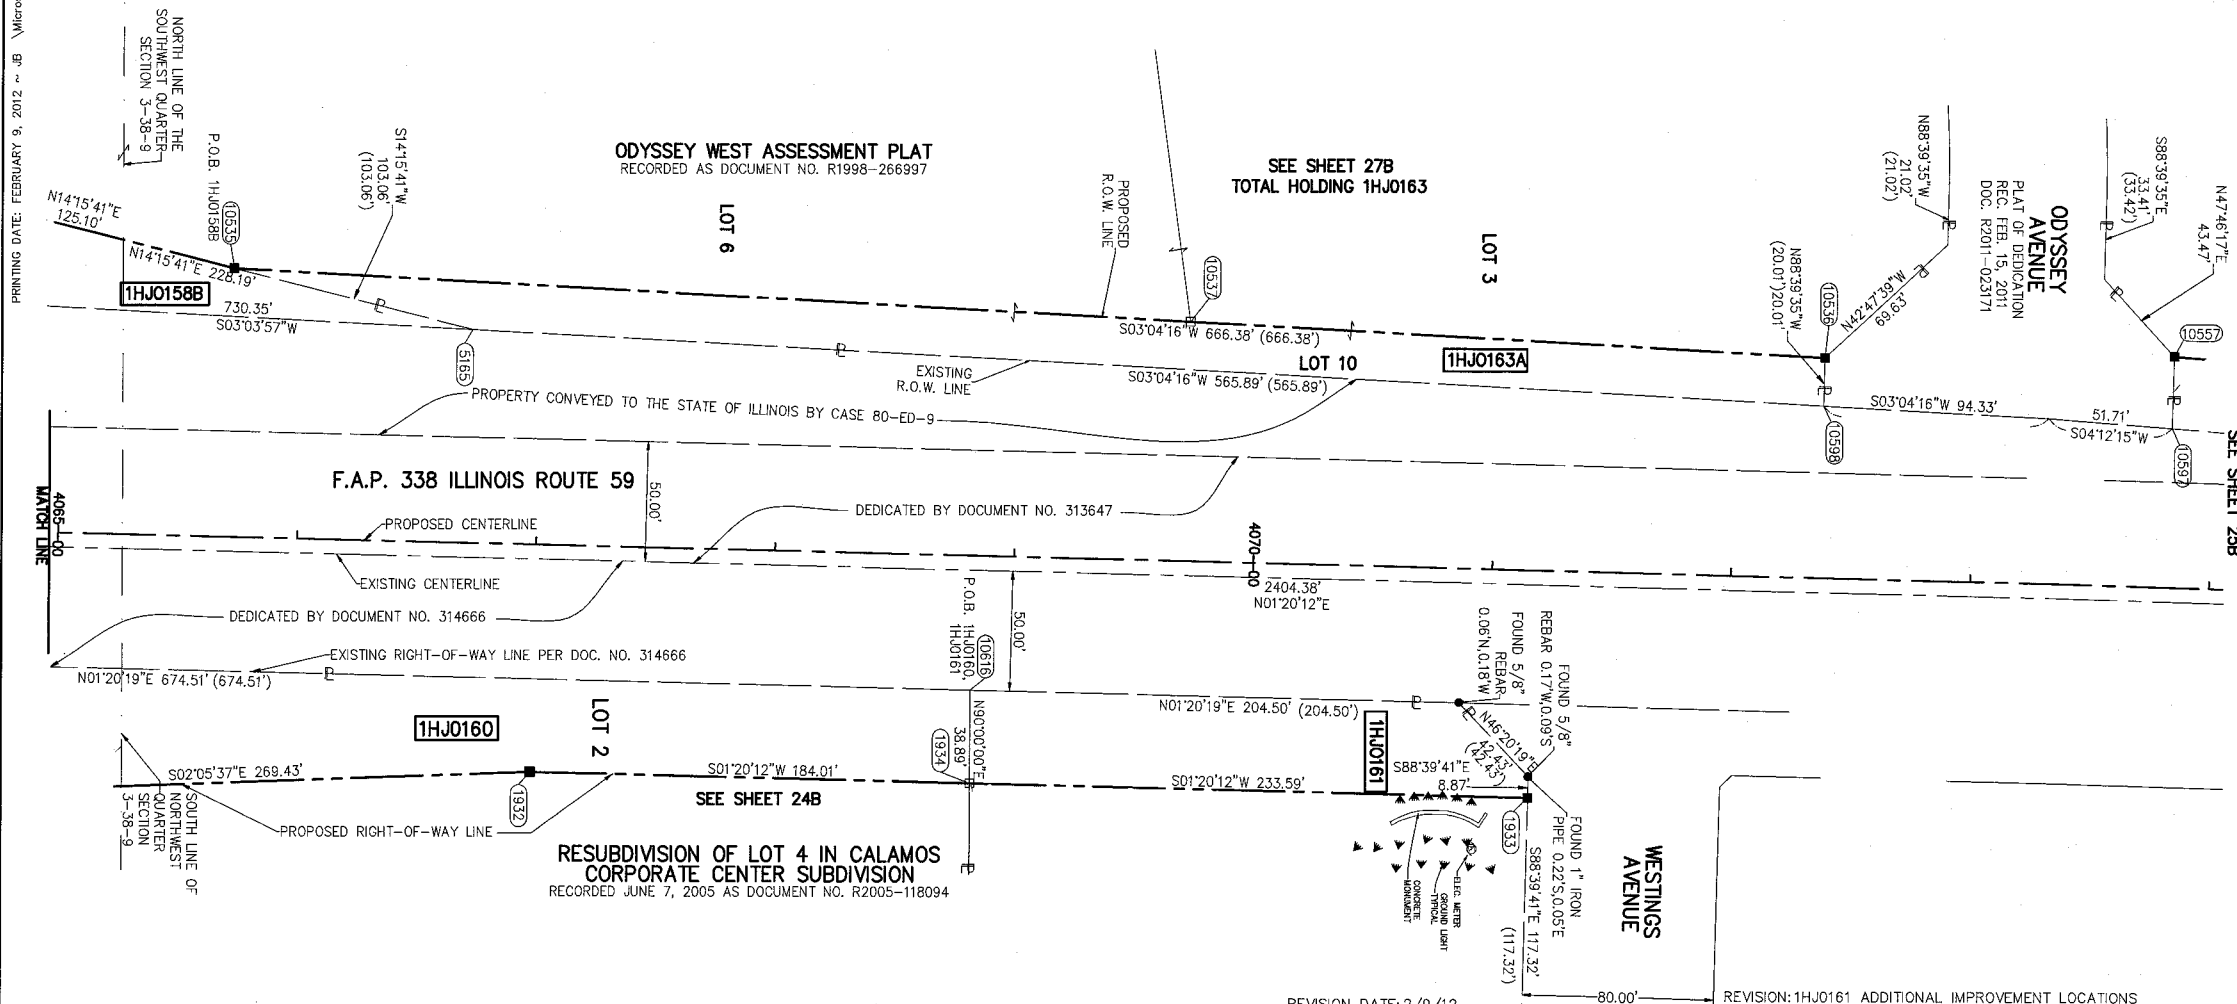 PRINTING DATE: FEBRUARY 9, 2012 ~ JB \Micros
NORTH LINE OF THE
SOUTHWEST QUARTER
SECTION 3-38-9
P.O.B. 1HJ0158B
10535
S14°15'41"W
103.06'
(103.06')
N14°15'41"E
125.10'
N14°15'41"E 228.19'
1HJ0158B
730.35'
S03°03'57"W
5165
ODYSSEY WEST ASSESSMENT PLAT
RECORDED AS DOCUMENT NO. R1998-266997
LOT 6
PROPOSED
R.O.W. LINE
SEE SHEET 27B
TOTAL HOLDING 1HJ0163
10537
LOT 3
S03°04'16"W 666.38' (666.38')
LOT 10
1HJ0163A
EXISTING
R.O.W. LINE
S03°04'16"W 565.89' (565.89')
N88°39'35"W
21.02'
(21.02')
N88°39'35"W
(20.01')20.01'
10536
N42°47'39"W
69.63'
ODYSSEY
AVENUE
PLAT OF DEDICATION
REC. FEB. 15, 2011
DOC. R2011-023171
S88°39'35"E
33.41'
(33.42')
N47°46'17"E
43.47'
10557
S03°04'16"W 94.33'
51.71'
S04°12'15"W
10598
10597
SEE SHEET 25B
PROPERTY CONVEYED TO THE STATE OF ILLINOIS BY CASE 80-ED-9
F.A.P. 338 ILLINOIS ROUTE 59
50.00'
DEDICATED BY DOCUMENT NO. 313647
4065+00
MATCH LINE
PROPOSED CENTERLINE
EXISTING CENTERLINE
4070+00
2404.38'
N01°20'12"E
DEDICATED BY DOCUMENT NO. 314666
EXISTING RIGHT-OF-WAY LINE PER DOC. NO. 314666
N01°20'19"E 674.51' (674.51')
P.O.B. 1HJ0160,
1HJ0161
10616
50.00'
N01°20'19"E 204.50' (204.50')
1HJ0161
FOUND 5/8"
REBAR
0.06'N,0.18'W
FOUND 5/8"
REBAR 0.17'W,0.09'S
N46°20'19"E
42.43'
(42.43')
1HJ0160
LOT 2
N90°00'00"E
38.89'
1934
S02°05'37"E 269.43'
1932
S01°20'12"W 184.01'
SEE SHEET 24B
S01°20'12"W 233.59'
S88°39'41"E
8.87'
1933
SOUTH LINE OF
NORTHWEST
QUARTER
SECTION
3-38-9
PROPOSED RIGHT-OF-WAY LINE
RESUBDIVISION OF LOT 4 IN CALAMOS
CORPORATE CENTER SUBDIVISION
RECORDED JUNE 7, 2005 AS DOCUMENT NO. R2005-118094
CONCRETE
MONUMENT
GROUND LIGHT
TYPICAL
ELEC. METER
FOUND 1" IRON
PIPE 0.22'S,0.05'E
S88°39'41"E 117.32'
(117.32')
WESTINGS
AVENUE
80.00'
REVISION DATE: 2/9/12
REVISION: 1HJ0161 ADDITIONAL IMPROVEMENT LOCATIONS